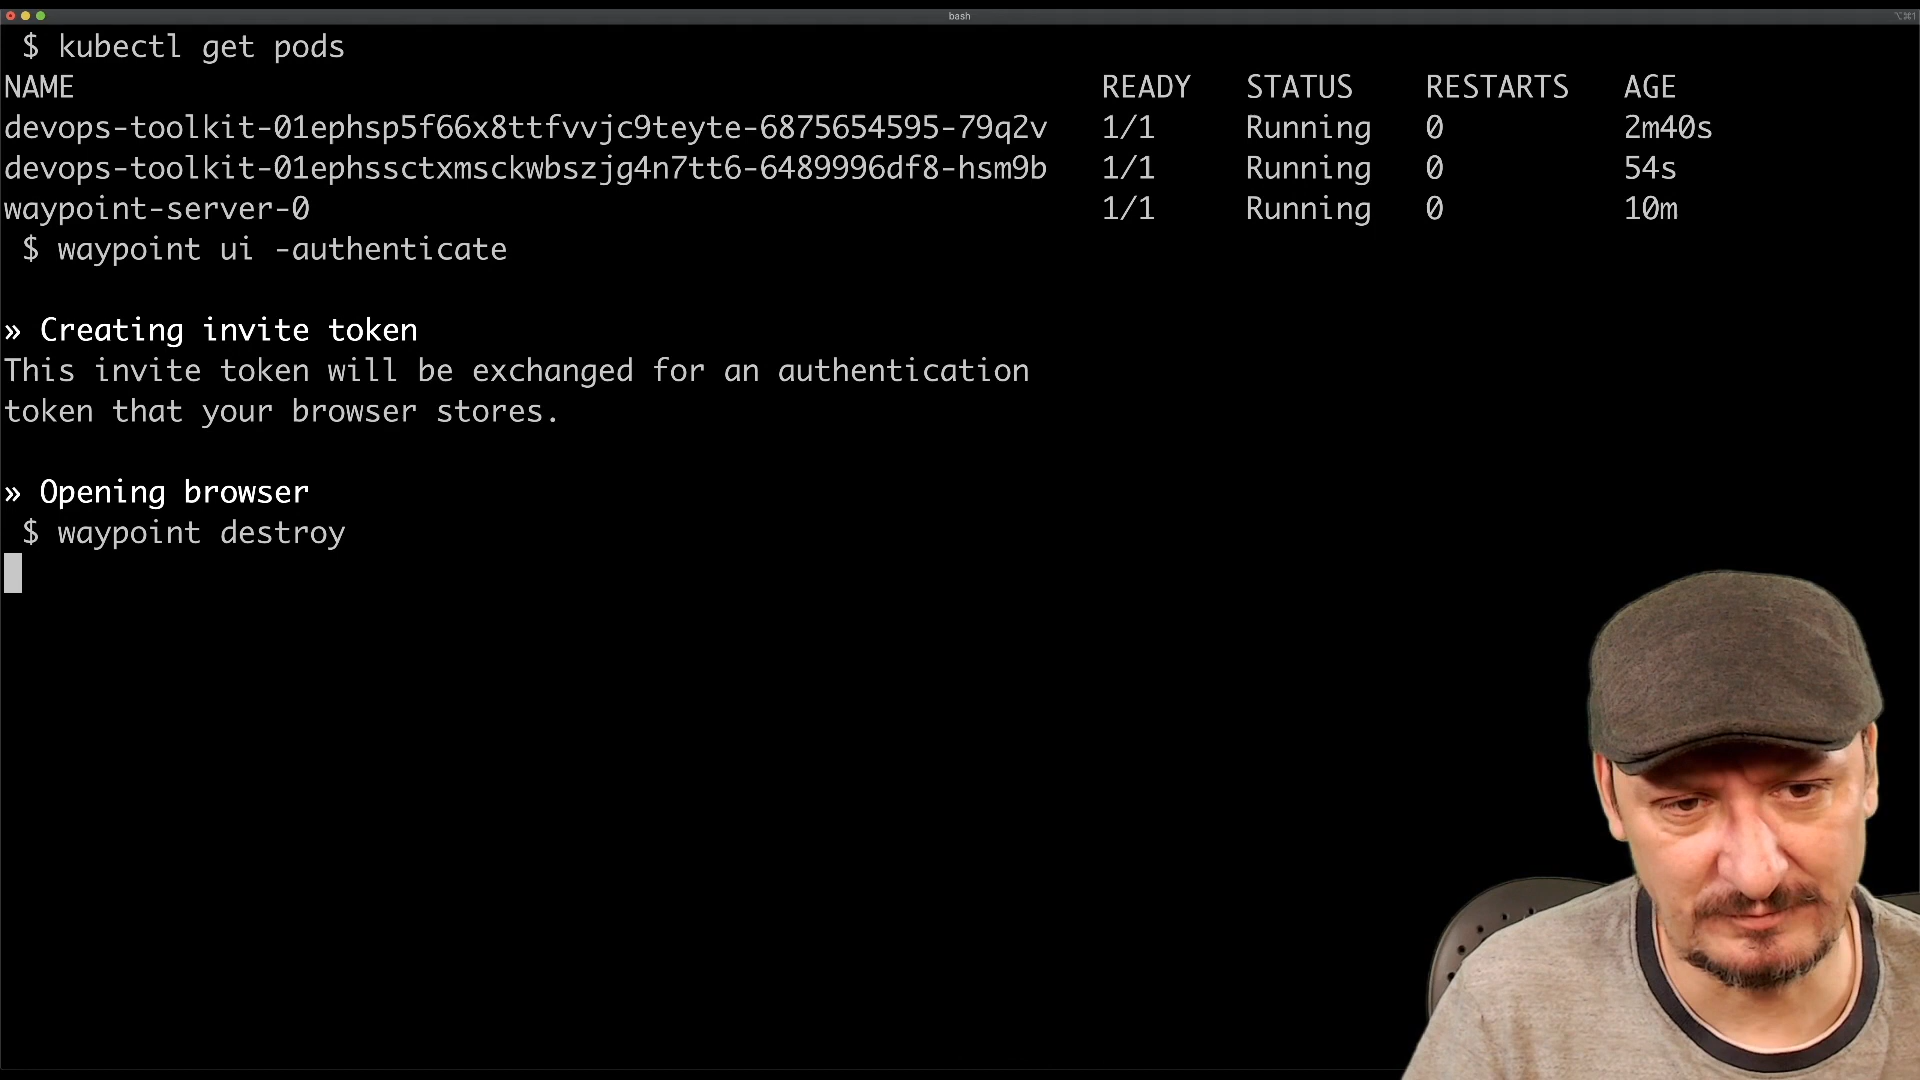 bash
⌥⌘1
$ kubectl get pods
NAME READY STATUS RESTARTS AGE
devops-toolkit-01ephsp5f66x8ttfvvjc9teyte-6875654595-79q2v 1/1 Running 0 2m40s
devops-toolkit-01ephssctxmsckwbszjg4n7tt6-6489996df8-hsm9b 1/1 Running 0 54s
waypoint-server-0 1/1 Running 0 10m
$ waypoint ui -authenticate
» Creating invite token
This invite token will be exchanged for an authentication
token that your browser stores.
» Opening browser
$ waypoint destroy